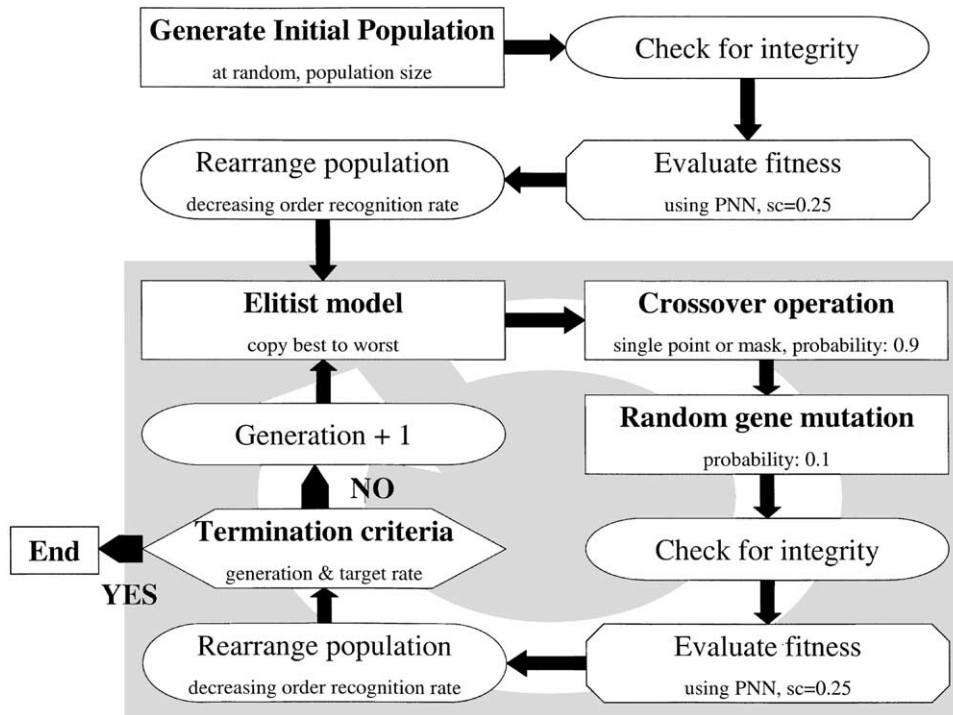 Generate Initial Population
at random, population size
Check for integrity
Evaluate fitness
using PNN, sc=0.25
Rearrange population
decreasing order recognition rate
Elitist model
copy best to worst
Crossover operation
single point or mask, probability: 0.9
Random gene mutation
probability: 0.1
Check for integrity
Evaluate fitness
using PNN, sc=0.25
Rearrange population
decreasing order recognition rate
Termination criteria
generation & target rate
NO
Generation + 1
YES
End